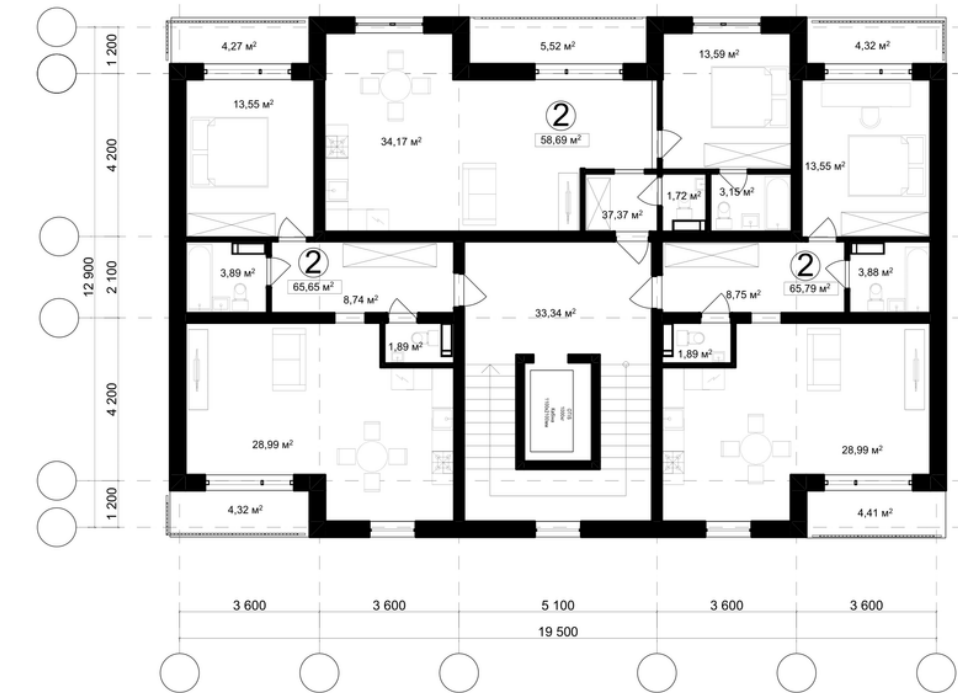 4,27 м²
5,52 м²
13,59 м²
4,32 м²
1 200
13,55 м²
2
58,69 м²
34,17 м²
13,55 м²
4 200
37,37 м²
1,72 м²
3,15 м²
12 900
2 100
3,89 м²
2
65,65 м²
8,74 м²
33,34 м²
8,75 м²
2
65,79 м²
3,88 м²
1,89 м²
1,89 м²
4 200
28,99 м²
28,99 м²
1 200
4,32 м²
4,41 м²
3 600
3 600
5 100
3 600
3 600
19 500